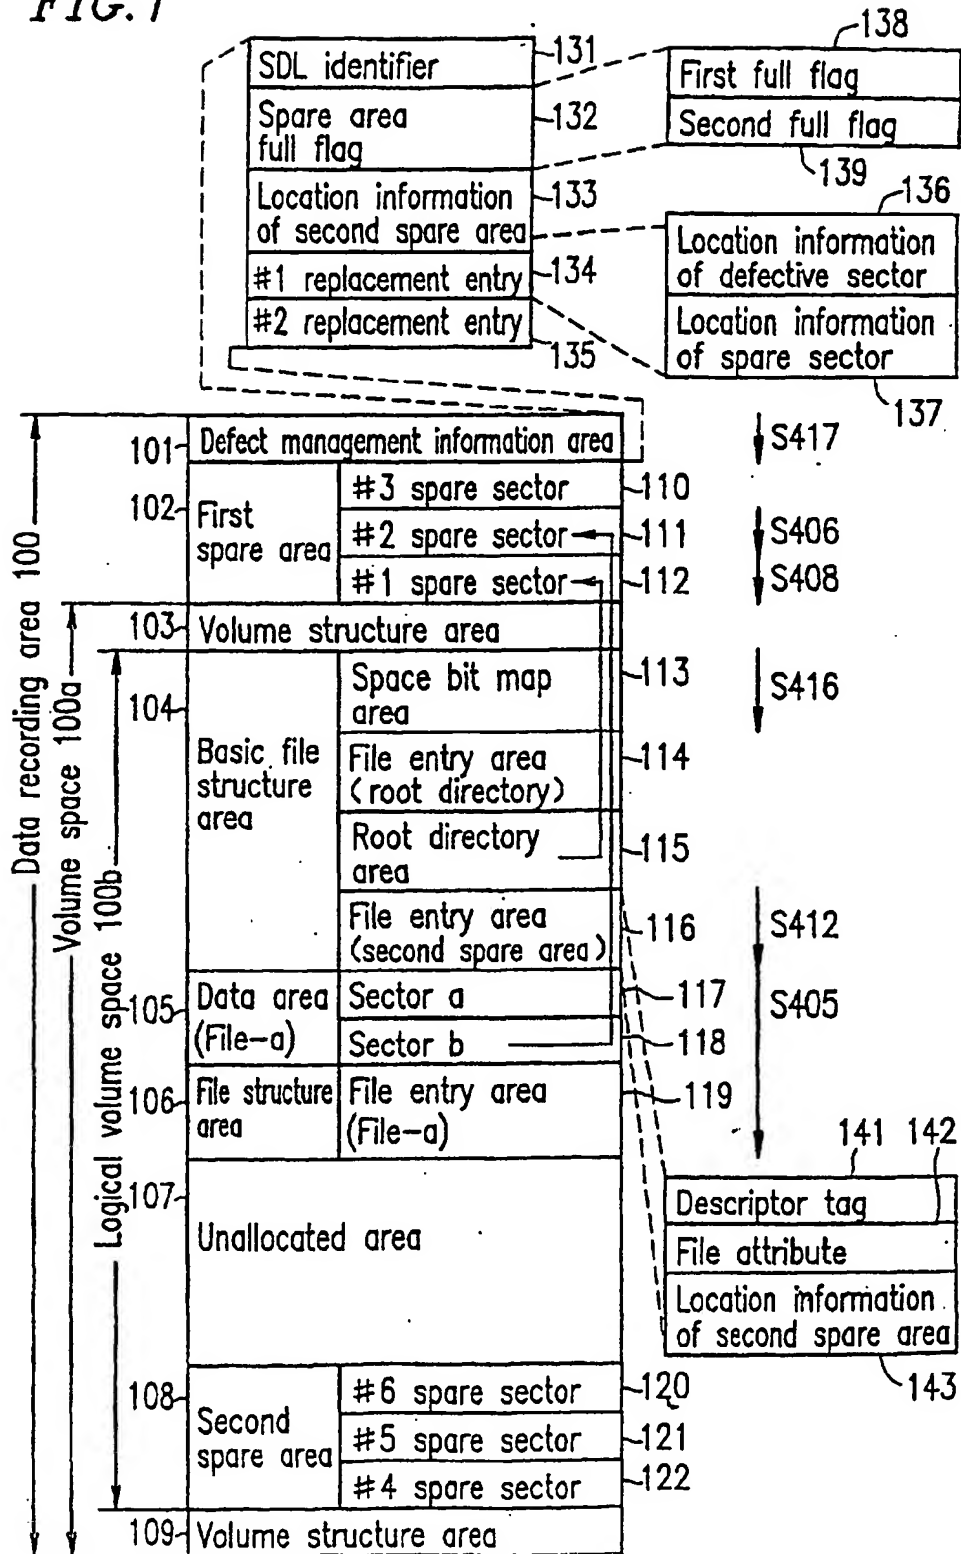 FIG. 1
SDL identifier
131
Spare area
full flag
132
Location information
of second spare area
133
#1 replacement entry
134
#2 replacement entry
135
138
First full flag
Second full flag
139
136
Location information
of defective sector
Location information
of spare sector
137
Data recording area 100
Volume space 100a
Logical volume space 100b
101
Defect management information area
S417
102
First
spare area
#3 spare sector
110
#2 spare sector
111
S406
#1 spare sector
112
S408
103
Volume structure area
104
Basic file
structure
area
Space bit map
area
113
S416
File entry area
(root directory)
114
Root directory
area
115
File entry area
(second spare area)
116
S412
105
Data area
(File-a)
Sector a
117
S405
Sector b
118
106
File structure
area
File entry area
(File-a)
119
107
Unallocated area
141 142
Descriptor tag
File attribute
Location information
of second spare area
143
108
Second
spare area
#6 spare sector
120
#5 spare sector
121
#4 spare sector
122
109
Volume structure area